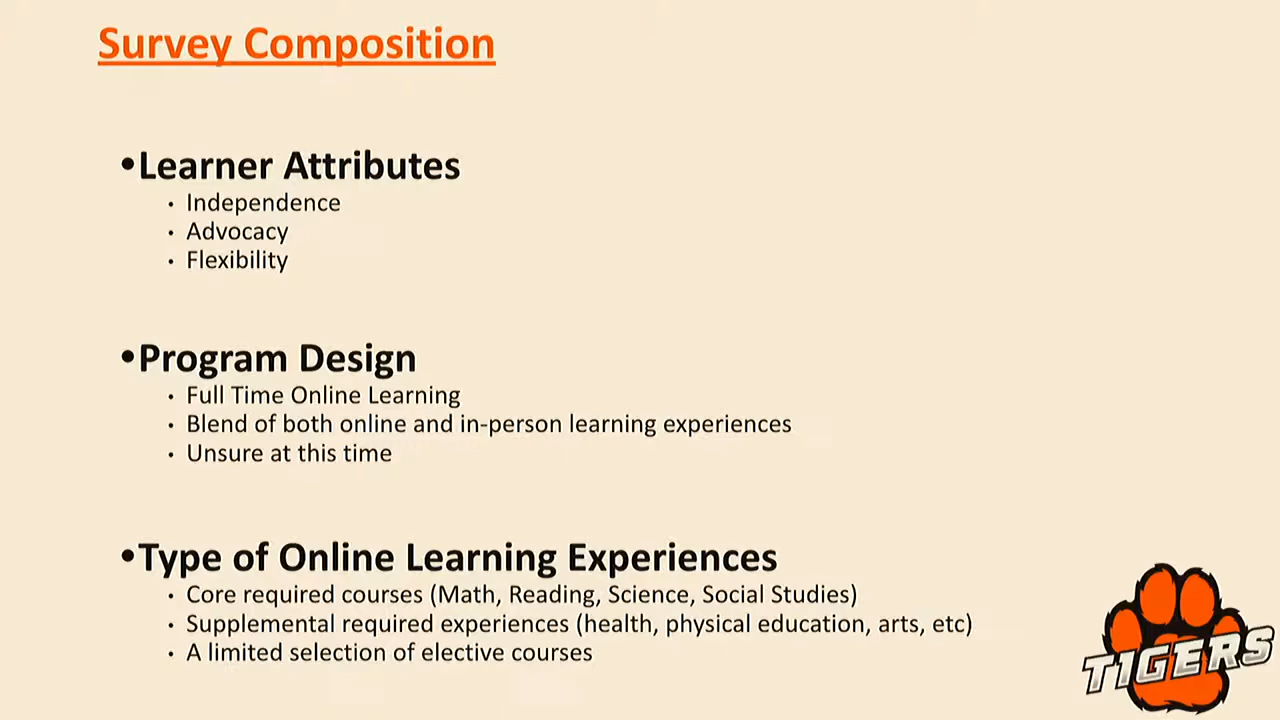 Survey Composition
•Learner Attributes
• Independence
• Advocacy
• Flexibility
•Program Design
• Full Time Online Learning
• Blend of both online and in-person learning experiences
• Unsure at this time
•Type of Online Learning Experiences
• Core required courses (Math, Reading, Science, Social Studies)
• Supplemental required experiences (health, physical education, arts, etc)
• A limited selection of elective courses
T1GERS